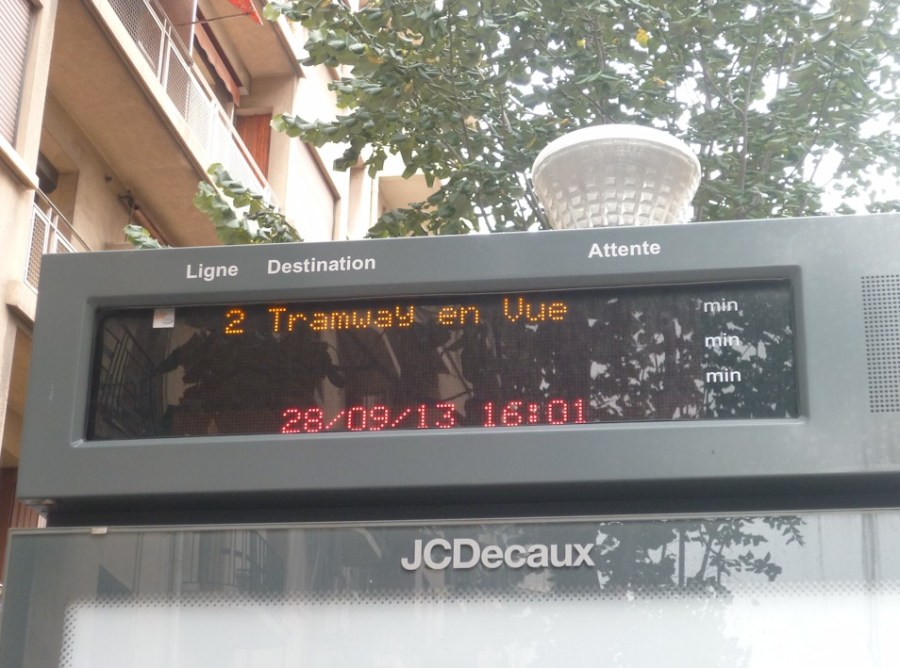 Ligne Destination Attente
2 Tramway en Vue min
min
min
28/09/13 16:01
JCDecaux